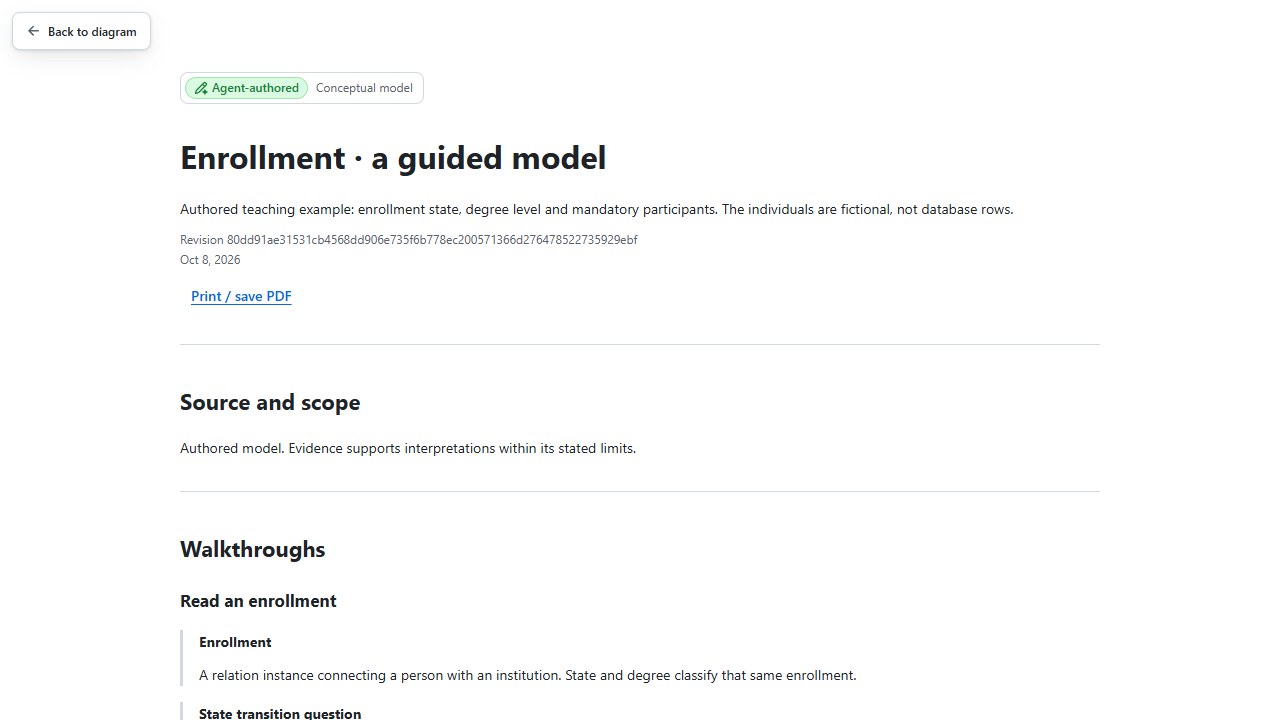 Back to diagram
Agent-authored Conceptual model
Enrollment · a guided model
Authored teaching example: enrollment state, degree level and mandatory participants. The individuals are fictional, not database rows.
Revision 80dd91ae31531cb4568dd906e735f6b778ec200571366d276478522735929ebf
Oct 8, 2026
Print / save PDF
Source and scope
Authored model. Evidence supports interpretations within its stated limits.
Walkthroughs
Read an enrollment
Enrollment
A relation instance connecting a person with an institution. State and degree classify that same enrollment.
State transition question